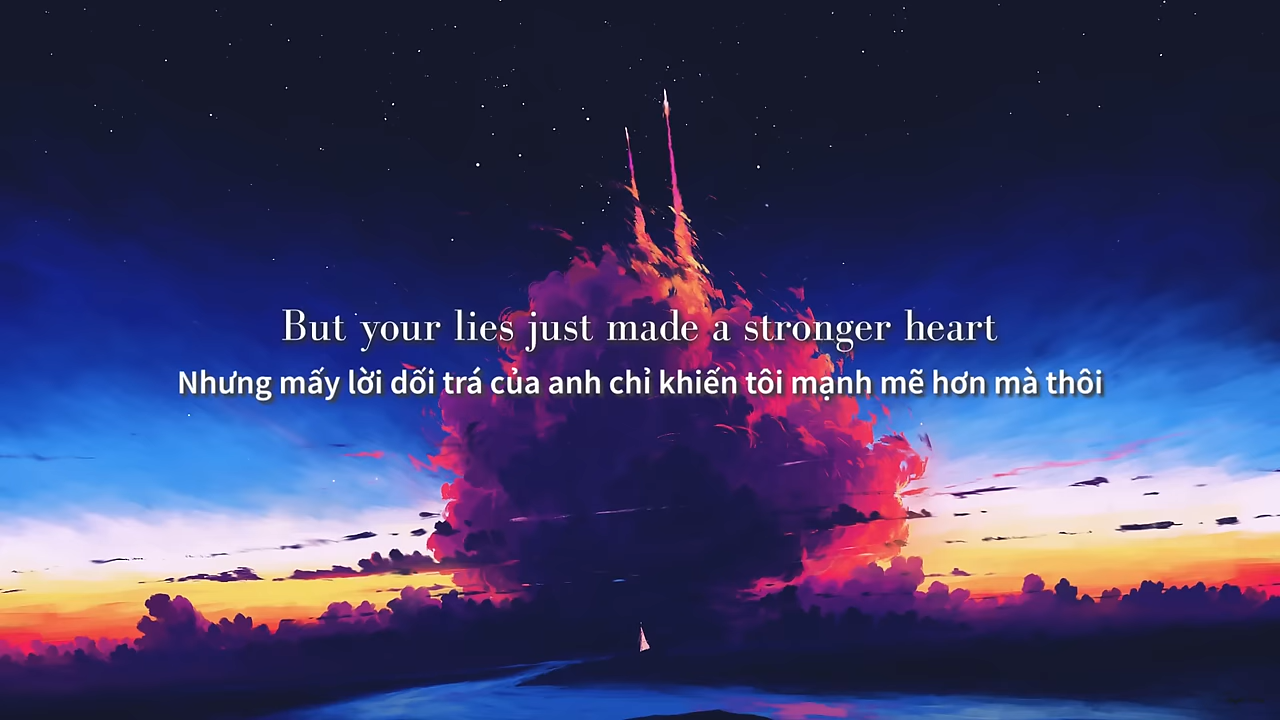 But your lies just made a stronger heart
Nhưng mấy lời dối trá của anh chỉ khiến tôi mạnh mẽ hơn mà thôi